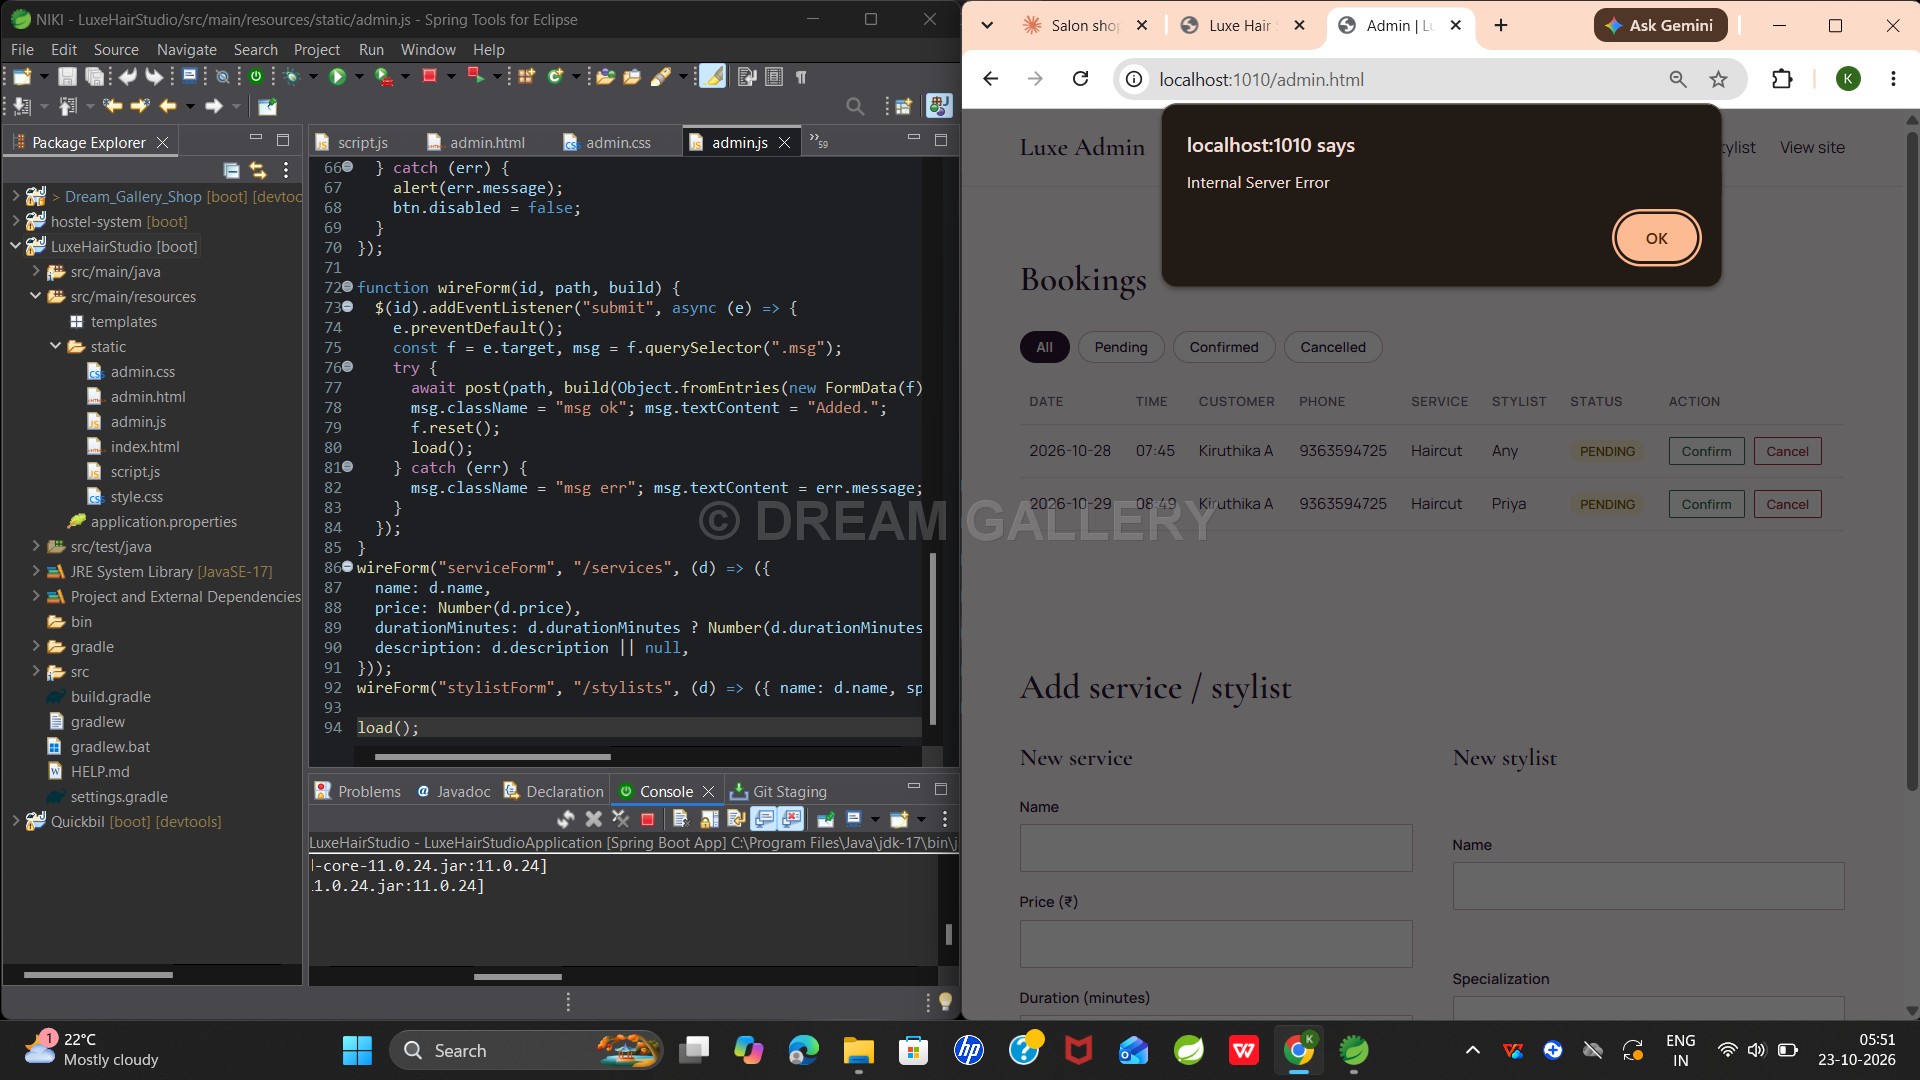 NIKI - LuxeHairStudio/src/main/resources/static/admin.js - Spring Tools for Eclipse
File Edit Source Navigate Search Project Run Window Help
Package Explorer
> Dream_Gallery_Shop [boot] [devtoo
hostel-system [boot]
LuxeHairStudio [boot]
src/main/java
src/main/resources
templates
static
admin.css
admin.html
admin.js
index.html
script.js
style.css
application.properties
src/test/java
JRE System Library [JavaSE-17]
Project and External Dependencies
bin
gradle
src
build.gradle
gradlew
gradlew.bat
HELP.md
settings.gradle
Quickbil [boot] [devtools]
script.js admin.html admin.css admin.js »59
66 } catch (err) {
67 alert(err.message);
68 btn.disabled = false;
69 }
70 });
71
72 function wireForm(id, path, build) {
73 $(id).addEventListener("submit", async (e) => {
74 e.preventDefault();
75 const f = e.target, msg = f.querySelector(".msg");
76 try {
77 await post(path, build(Object.fromEntries(new FormData(f)
78 msg.className = "msg ok"; msg.textContent = "Added.";
79 f.reset();
80 load();
81 } catch (err) {
82 msg.className = "msg err"; msg.textContent = err.message;
83 }
84 });
85 }
86 wireForm("serviceForm", "/services", (d) => ({
87 name: d.name,
88 price: Number(d.price),
89 durationMinutes: d.durationMinutes ? Number(d.durationMinutes
90 description: d.description || null,
91 }));
92 wireForm("stylistForm", "/stylists", (d) => ({ name: d.name, sp
93
94 load();
Problems Javadoc Declaration Console Git Staging
LuxeHairStudio - LuxeHairStudioApplication [Spring Boot App] C:\Program Files\Java\jdk-17\bin\j
-core-11.0.24.jar:11.0.24]
1.0.24.jar:11.0.24]
Salon sho
Luxe Hair
Admin | Lu
Ask Gemini
localhost:1010/admin.html
K
localhost:1010 says
Internal Server Error
OK
Luxe Admin
tylist View site
Bookings
All Pending Confirmed Cancelled
DATE TIME CUSTOMER PHONE SERVICE STYLIST STATUS ACTION
2026-10-28 07:45 Kiruthika A 9363594725 Haircut Any PENDING Confirm Cancel
2026-10-29 08:49 Kiruthika A 9363594725 Haircut Priya PENDING Confirm Cancel
© DREAM GALLERY
Add service / stylist
New service
Name
Price (₹)
Duration (minutes)
New stylist
Name
Specialization
1
22°C
Mostly cloudy
Search
ENG
IN
05:51
23-10-2026